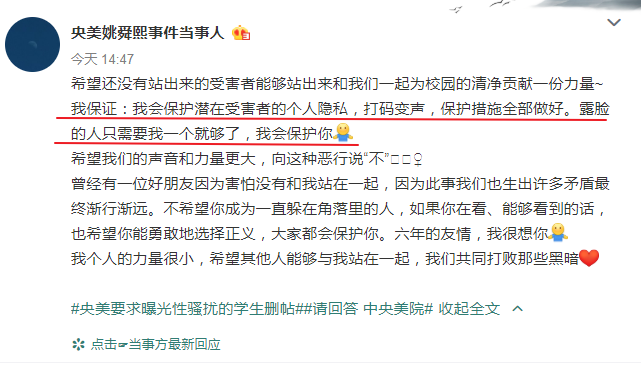 央美姚舜熙事件当事人
今天 14:47
希望还没有站出来的受害者能够站出来和我们一起为校园的清净贡献一份力量~
我保证：我会保护潜在受害者的个人隐私，打码变声，保护措施全部做好。露脸
的人只需要我一个就够了，我会保护你🤷
希望我们的声音和力量更大，向这种恶行说“不”□□♀
曾经有一位好朋友因为害怕没有和我站在一起，因为此事我们也生出许多矛盾最
终渐行渐远。不希望你成为一直躲在角落里的人，如果你在看、能够看到的话，
也希望你能勇敢地选择正义，大家都会保护你。六年的友情，我很想你🤷
我个人的力量很小，希望其他人能够与我站在一起，我们共同打败那些黑暗❤
#央美要求曝光性骚扰的学生删帖##请回答 中央美院# 收起全文
点击☞当事方最新回应